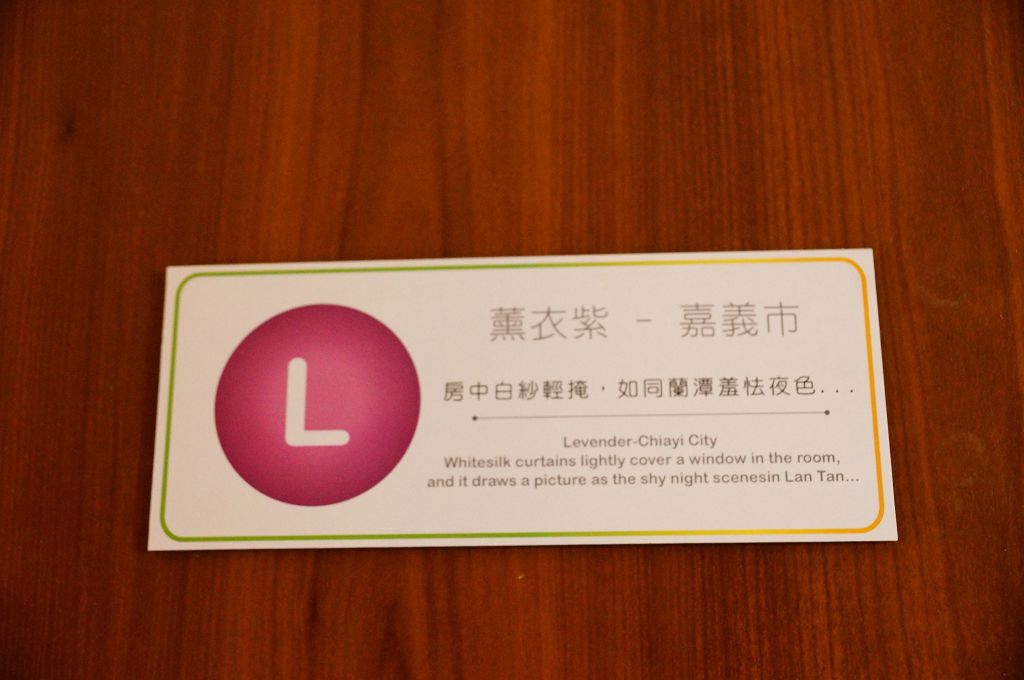 L
薰衣紫 - 嘉義市
房中白紗輕掩，如同蘭潭羞怯夜色...
Levender-Chiayi City
Whitesilk curtains lightly cover a window in the room,
and it draws a picture as the shy night scenesin Lan Tan...